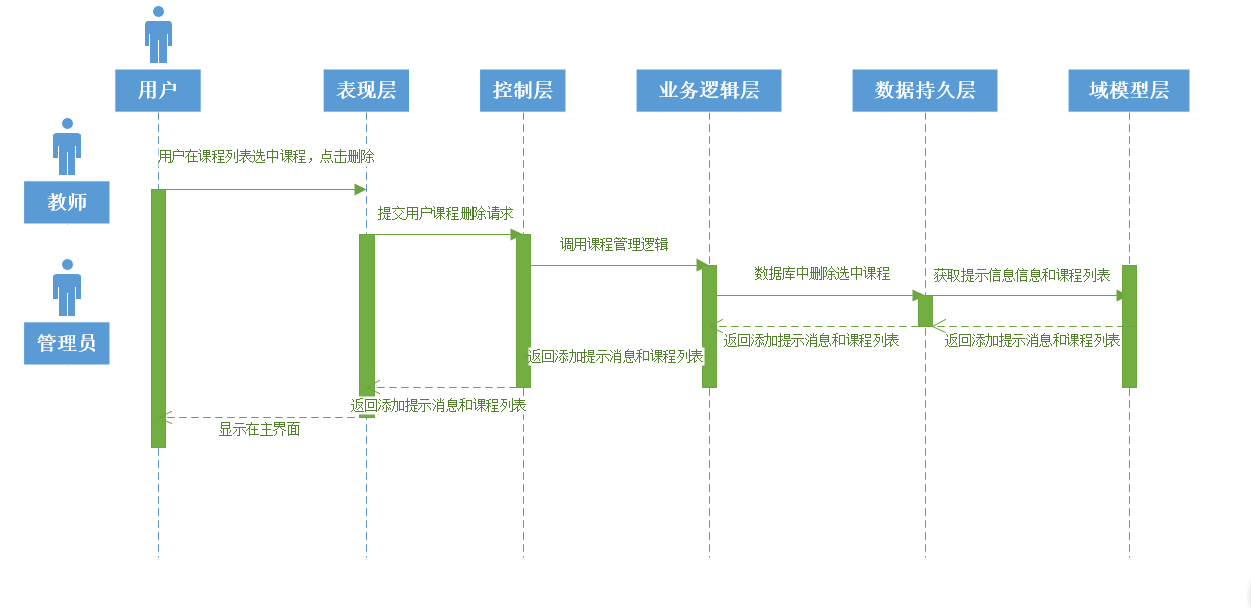 用户
表现层
控制层
业务逻辑层
数据持久层
域模型层
教师
管理员
用户在课程列表选中课程，点击删除
提交用户课程删除请求
调用课程管理逻辑
数据库中删除选中课程
获取提示信息信息和课程列表
返回添加提示消息和课程列表
返回添加提示消息和课程列表
返回添加提示消息和课程列表
返回添加提示消息和课程列表
显示在主界面